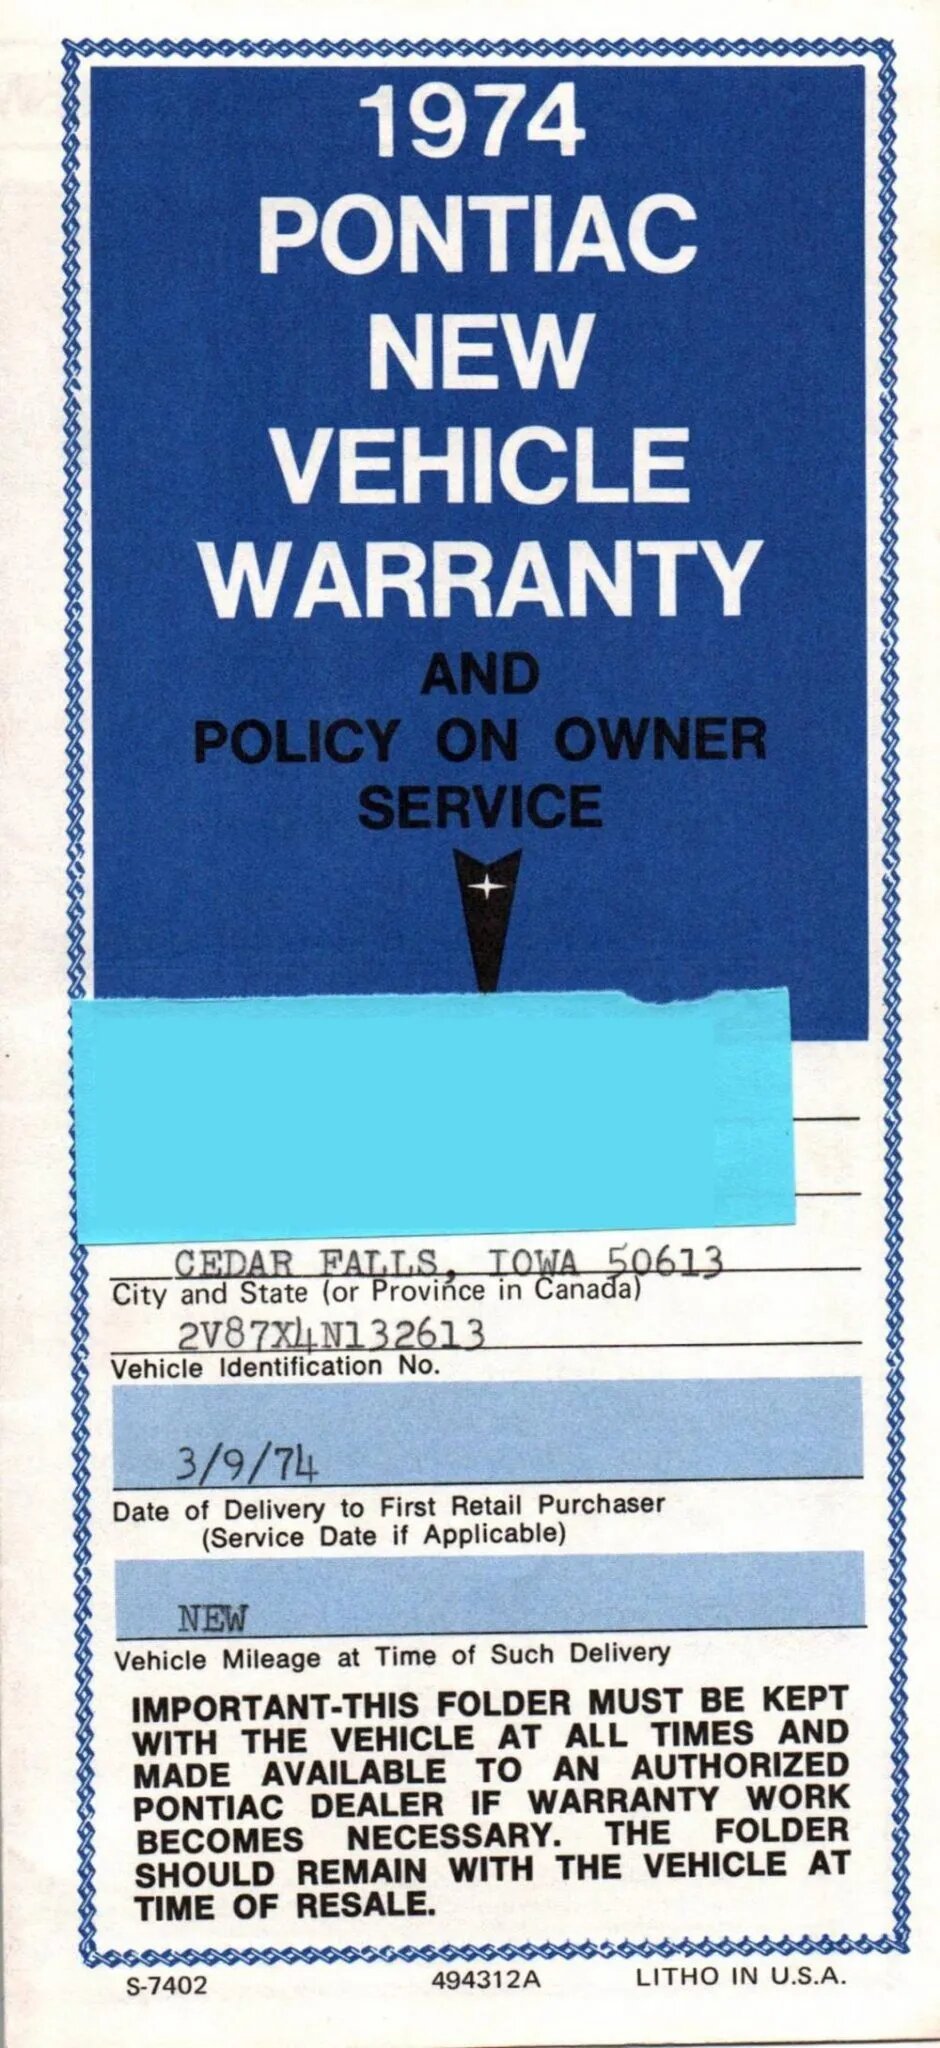 1974
PONTIAC
NEW
VEHICLE
WARRANTY
AND
POLICY ON OWNER
SERVICE
CEDAR FALLS, IOWA 50613
City and State (or Province in Canada)
2V87X4N132613
Vehicle Identification No.
3/9/74
Date of Delivery to First Retail Purchaser
(Service Date if Applicable)
NEW
Vehicle Mileage at Time of Such Delivery
IMPORTANT-THIS FOLDER MUST BE KEPT
WITH THE VEHICLE AT ALL TIMES AND
MADE AVAILABLE TO AN AUTHORIZED
PONTIAC DEALER IF WARRANTY WORK
BECOMES NECESSARY. THE FOLDER
SHOULD REMAIN WITH THE VEHICLE AT
TIME OF RESALE.
S-7402 494312A LITHO IN U.S.A.